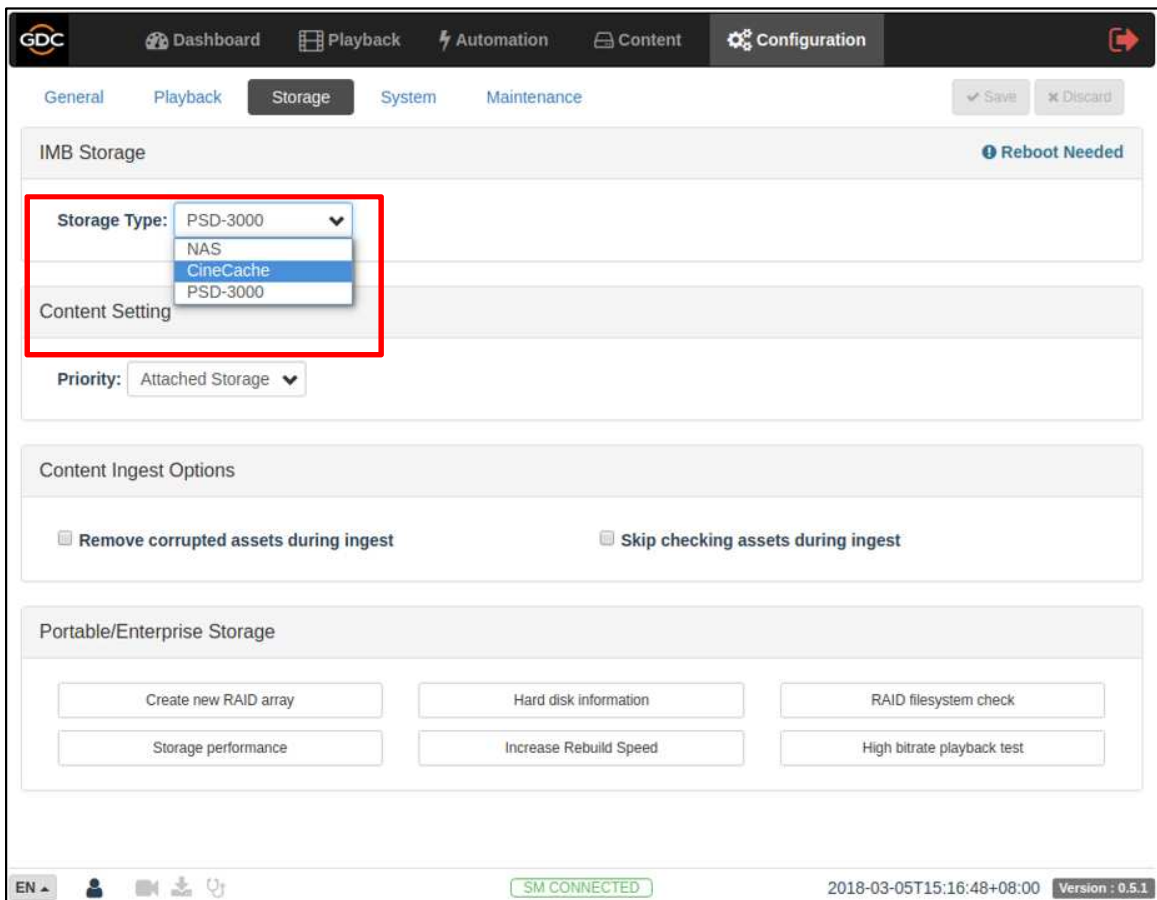 GDC Dashboard Playback Automation Content Configuration
General Playback Storage System Maintenance Save Discard
IMB Storage Reboot Needed
Storage Type: PSD-3000
NAS
CineCache
PSD-3000
Content Setting
Priority: Attached Storage
Content Ingest Options
Remove corrupted assets during ingest Skip checking assets during ingest
Portable/Enterprise Storage
Create new RAID array Hard disk information RAID filesystem check
Storage performance Increase Rebuild Speed High bitrate playback test
EN SM CONNECTED 2018-03-05T15:16:48+08:00 Version : 0.5.1